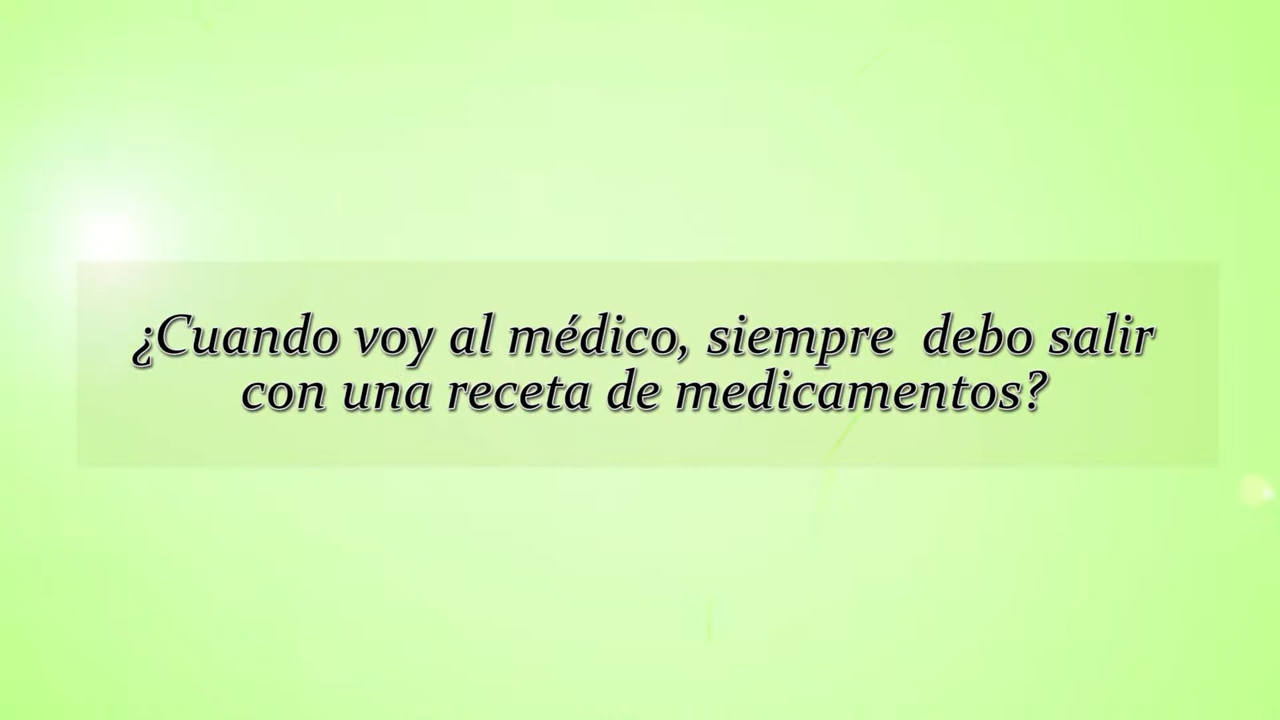 ¿Cuando voy al médico, siempre  debo salir
con una receta de medicamentos?